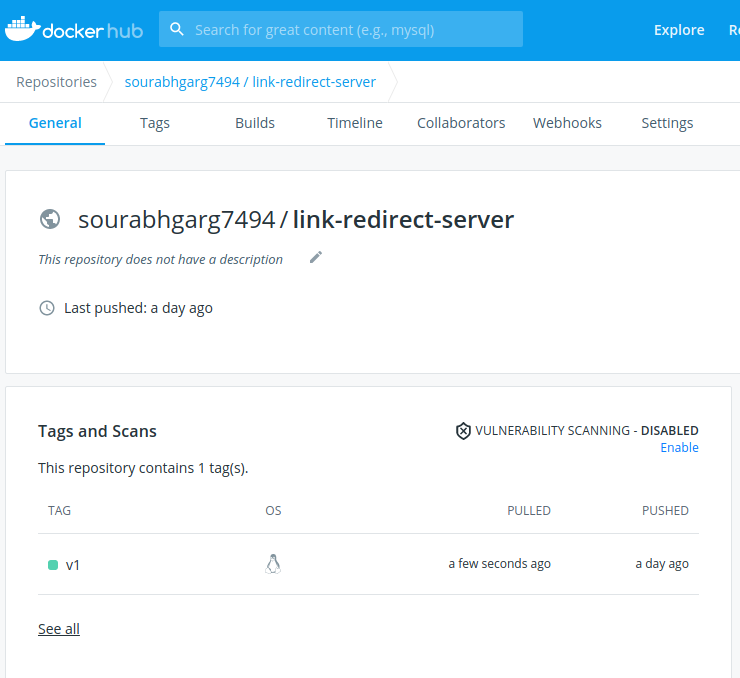 docker hub
Search for great content (e.g., mysql)
Explore
Repositories
sourabhgarg7494 / link-redirect-server
General
Tags
Builds
Timeline
Collaborators
Webhooks
Settings
sourabhgarg7494 / link-redirect-server
This repository does not have a description
Last pushed: a day ago
Tags and Scans
VULNERABILITY SCANNING - DISABLED
Enable
This repository contains 1 tag(s).
TAG
OS
PULLED
PUSHED
v1
a few seconds ago
a day ago
See all